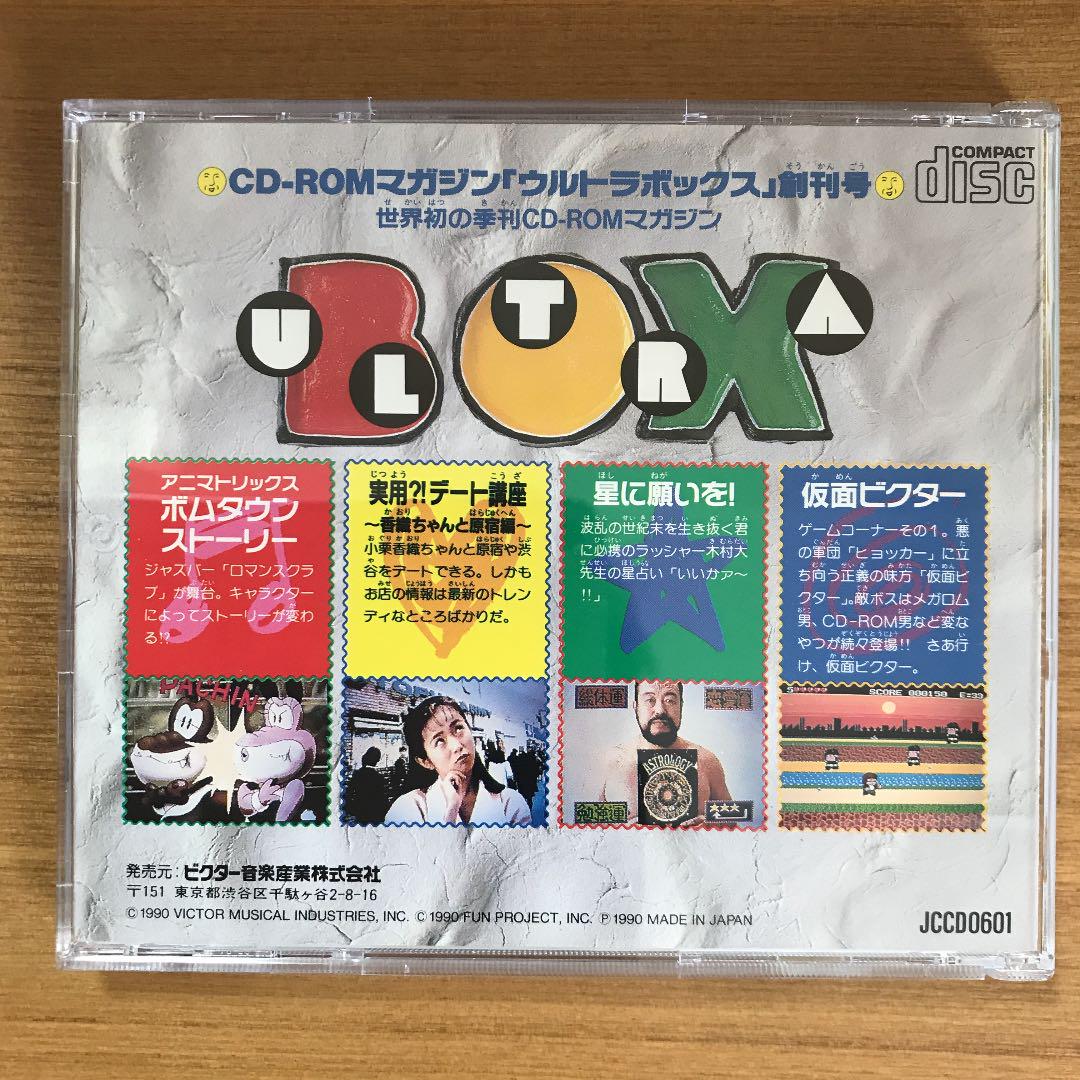 CD-ROMマガジン「ウルトラボックス」創刊号
COMPACT
disc
世界初の季刊CD-ROMマガジン
ULTRA
BOX
アニマトリックス
ボムタウン
ストーリー
ジャズバー「ロマンスクラ
ブ」が舞台。キャラクター
によってストーリーが変わ
る!?
実用?!デート講座
〜香織ちゃんと原宿編〜
小栗香織ちゃんと原宿や渋
谷をデートできる。しかも
お店の情報は最新のトレン
ディなところばかりだ。
星に願いを!
波乱の世紀末を生き抜く君
に必携のラッシャー木村大
先生の星占い「いいかァ〜
!!」
仮面ビクター
ゲームコーナーその1。悪
の軍団「ヒョッカー」に立
ち向う正義の味方「仮面ビ
クター」。敵ボスはメガロム
男、CD-ROM男など変な
やつが続々登場!! さあ行
け、仮面ビクター。
PACHIN
総体運
金運
ASTROLOGY
勉強運
★★★
SCORE 000150 E=39
発売元:ビクター音楽産業株式会社
〒151 東京都渋谷区千駄ヶ谷2-8-16
©1990 VICTOR MUSICAL INDUSTRIES, INC. ©1990 FUN PROJECT, INC. ℗1990 MADE IN JAPAN
JCCD0601